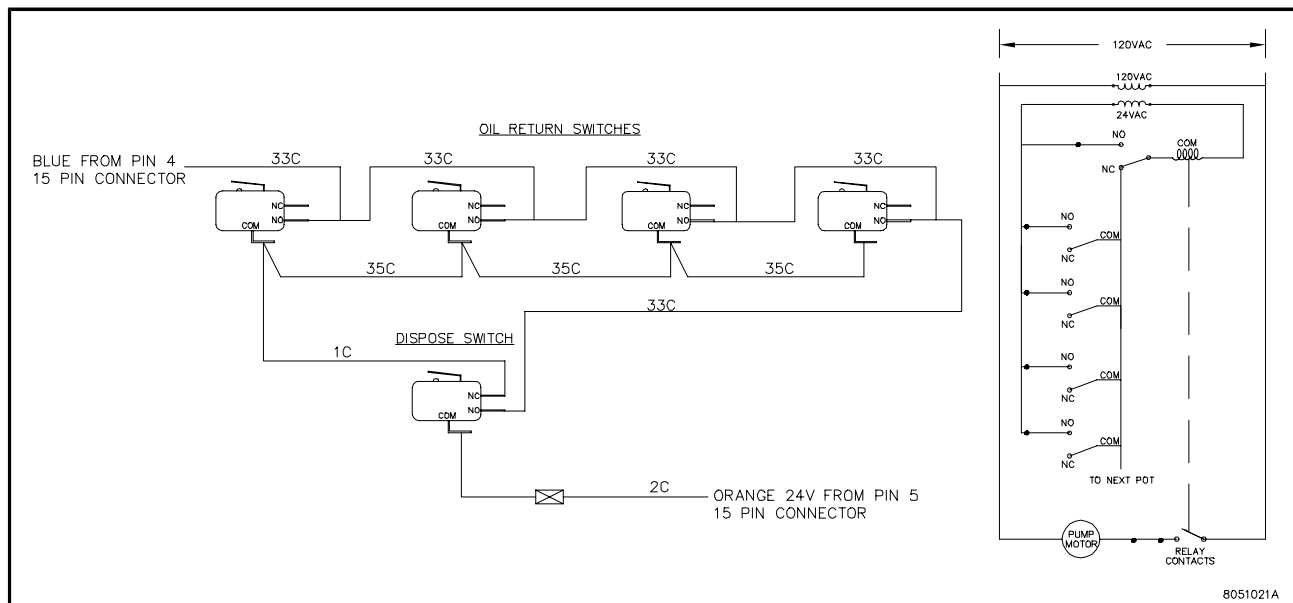 OIL RETURN SWITCHES
BLUE FROM PIN 4
15 PIN CONNECTOR
33C
33C
33C
33C
NC
NO
COM
NC
NO
COM
NC
NO
COM
NC
NO
COM
35C
35C
35C
33C
DISPOSE SWITCH
1C
NC
NO
COM
2C
ORANGE 24V FROM PIN 5
15 PIN CONNECTOR
120VAC
120VAC
24VAC
NO
COM
NC
NO
COM
NC
NO
COM
NC
NO
COM
NC
NO
COM
NC
TO NEXT POT
PUMP
MOTOR
RELAY
CONTACTS
8051021A